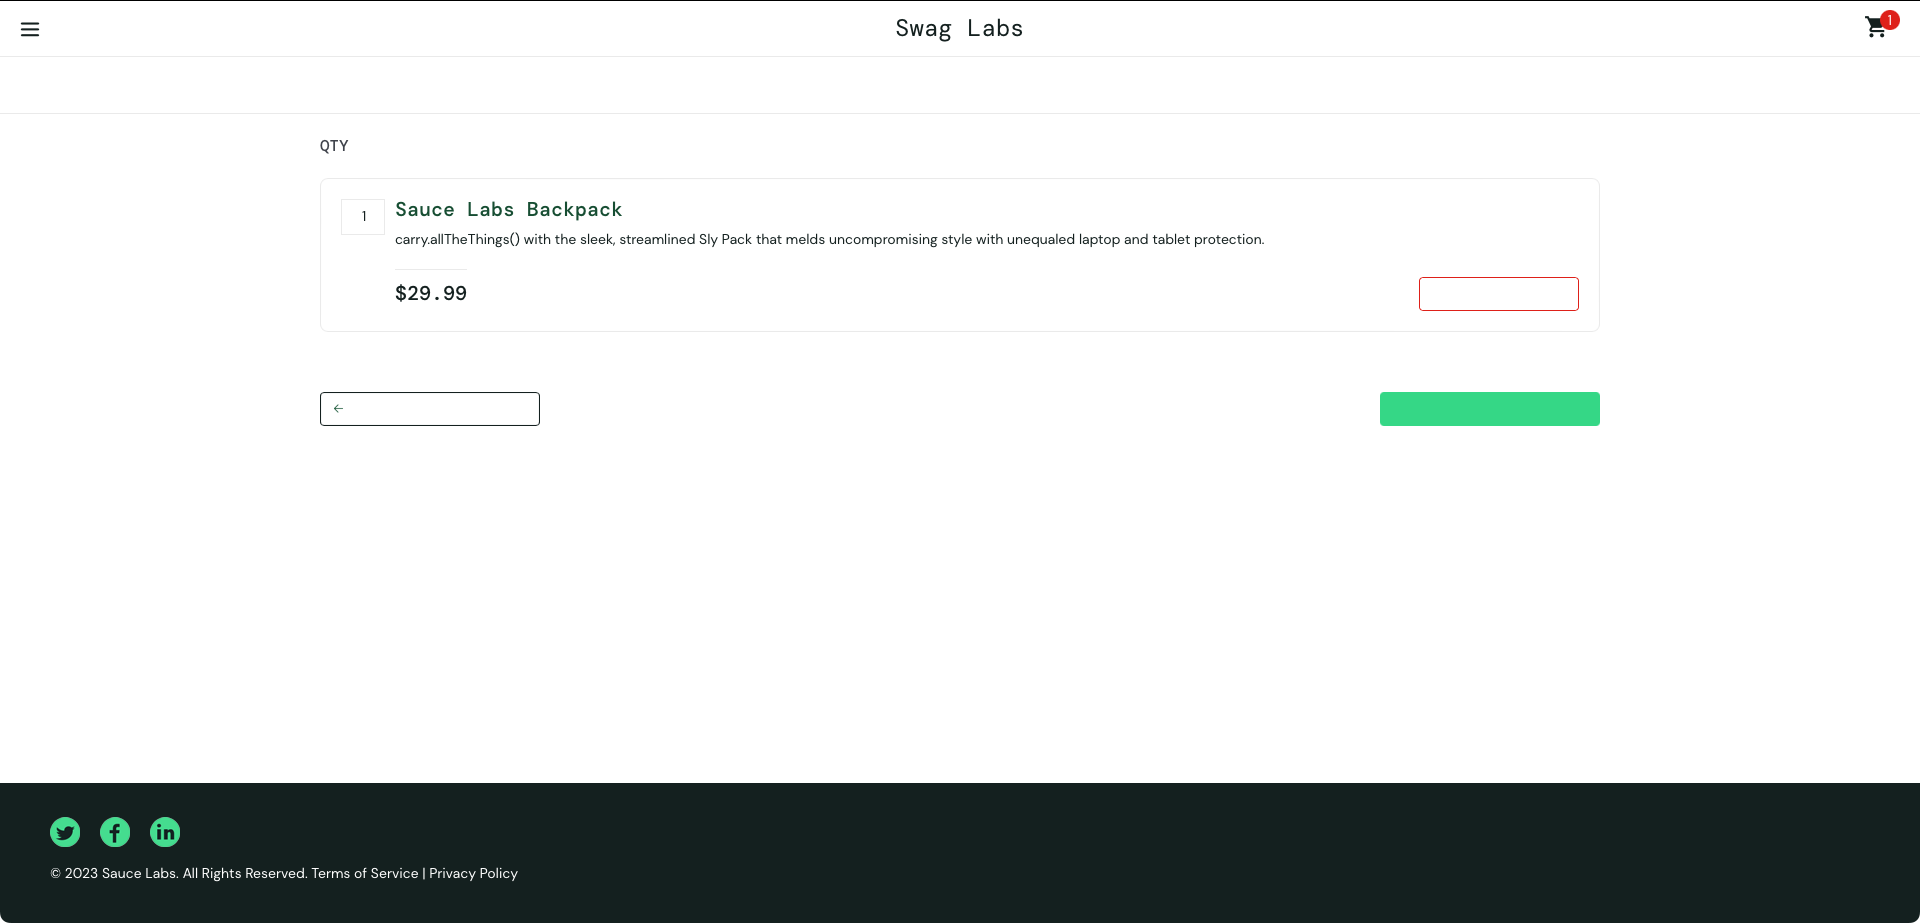 Swag Labs
1
QTY
1
Sauce Labs Backpack
carry.allTheThings() with the sleek, streamlined Sly Pack that melds uncompromising style with unequaled laptop and tablet protection.
$29.99
←
© 2023 Sauce Labs. All Rights Reserved. Terms of Service | Privacy Policy